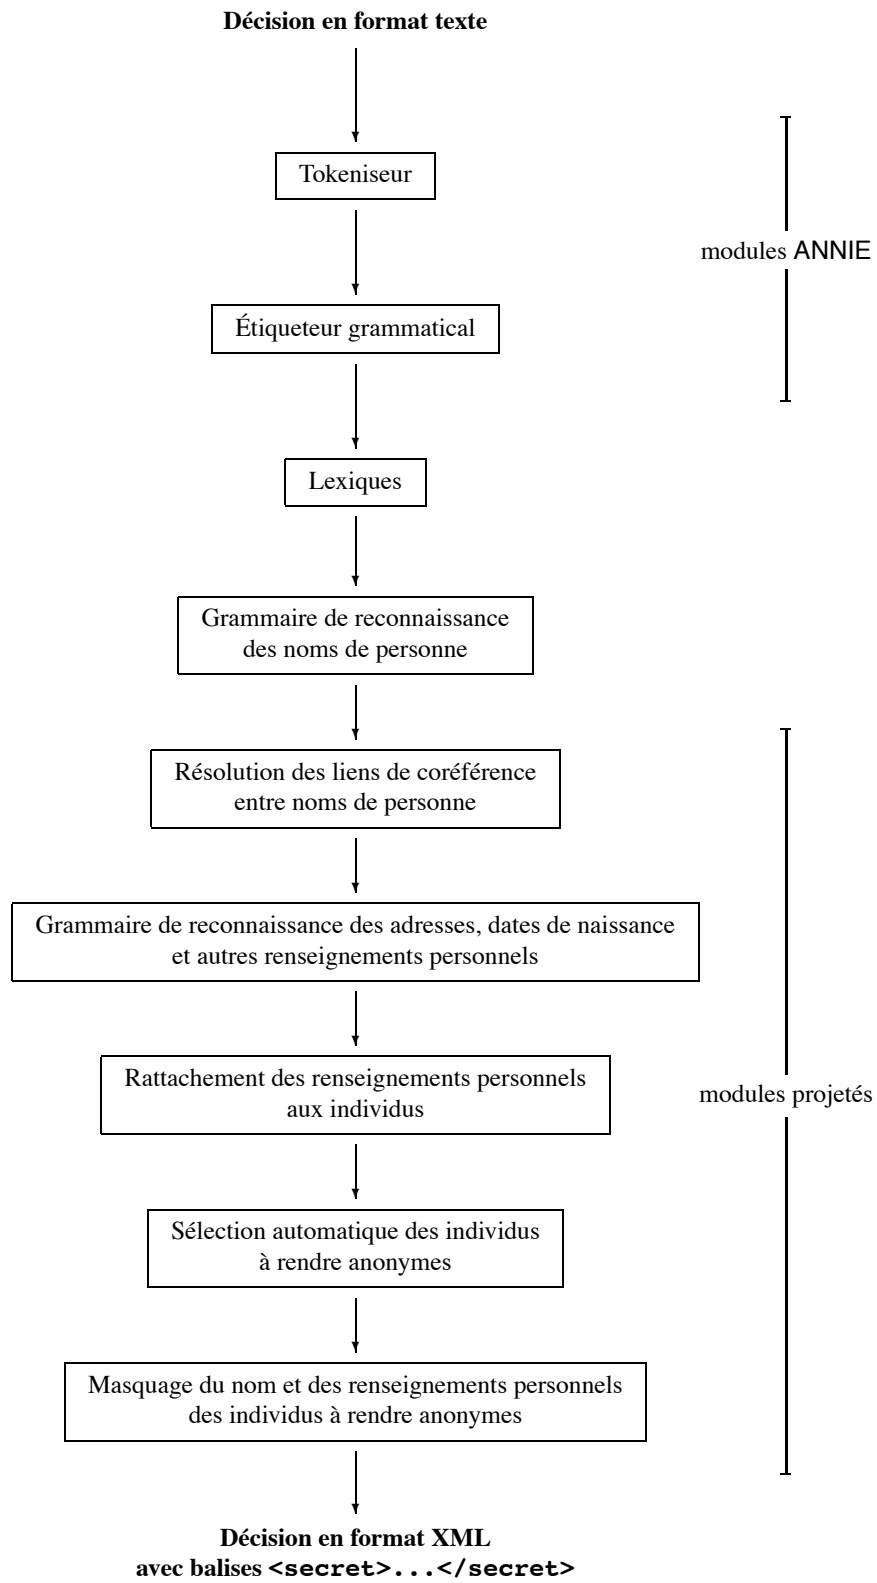 Décision en format texte
Tokeniseur
modules ANNIE
Étiqueteur grammatical
Lexiques
Grammaire de reconnaissance
des noms de personne
Résolution des liens de coréférence
entre noms de personne
Grammaire de reconnaissance des adresses, dates de naissance
et autres renseignements personnels
Rattachement des renseignements personnels
aux individus
modules projetés
Sélection automatique des individus
à rendre anonymes
Masquage du nom et des renseignements personnels
des individus à rendre anonymes
Décision en format XML
avec balises <secret>...</secret>